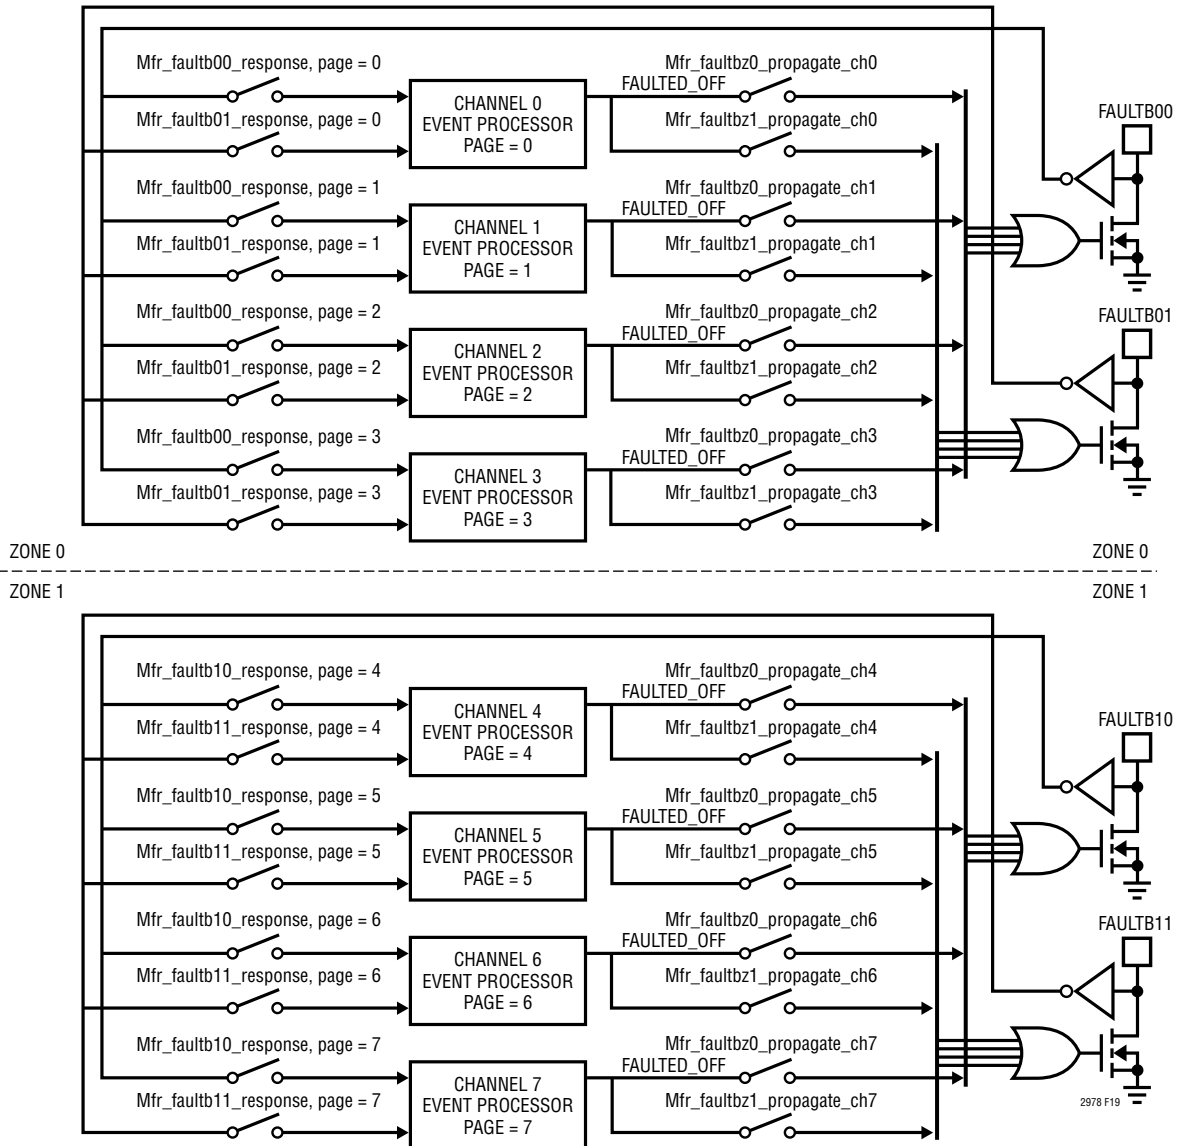 Mfr_faultb00_response, page = 0
Mfr_faultbz0_propagate_ch0
FAULTED_OFF
CHANNEL 0
EVENT PROCESSOR
PAGE = 0
Mfr_faultb01_response, page = 0
Mfr_faultbz1_propagate_ch0
FAULTB00
Mfr_faultb00_response, page = 1
Mfr_faultbz0_propagate_ch1
FAULTED_OFF
CHANNEL 1
EVENT PROCESSOR
PAGE = 1
Mfr_faultb01_response, page = 1
Mfr_faultbz1_propagate_ch1
Mfr_faultb00_response, page = 2
Mfr_faultbz0_propagate_ch2
FAULTED_OFF
FAULTB01
CHANNEL 2
EVENT PROCESSOR
PAGE = 2
Mfr_faultb01_response, page = 2
Mfr_faultbz1_propagate_ch2
Mfr_faultb00_response, page = 3
Mfr_faultbz0_propagate_ch3
FAULTED_OFF
CHANNEL 3
EVENT PROCESSOR
PAGE = 3
Mfr_faultb01_response, page = 3
Mfr_faultbz1_propagate_ch3
ZONE 0
ZONE 0
ZONE 1
ZONE 1
Mfr_faultb10_response, page = 4
Mfr_faultbz0_propagate_ch4
FAULTED_OFF
CHANNEL 4
EVENT PROCESSOR
PAGE = 4
Mfr_faultb11_response, page = 4
Mfr_faultbz1_propagate_ch4
FAULTB10
Mfr_faultb10_response, page = 5
Mfr_faultbz0_propagate_ch5
FAULTED_OFF
CHANNEL 5
EVENT PROCESSOR
PAGE = 5
Mfr_faultb11_response, page = 5
Mfr_faultbz1_propagate_ch5
Mfr_faultb10_response, page = 6
Mfr_faultbz0_propagate_ch6
FAULTED_OFF
FAULTB11
CHANNEL 6
EVENT PROCESSOR
PAGE = 6
Mfr_faultb11_response, page = 6
Mfr_faultbz1_propagate_ch6
Mfr_faultb10_response, page = 7
Mfr_faultbz0_propagate_ch7
FAULTED_OFF
CHANNEL 7
EVENT PROCESSOR
PAGE = 7
Mfr_faultb11_response, page = 7
Mfr_faultbz1_propagate_ch7
2978 F19